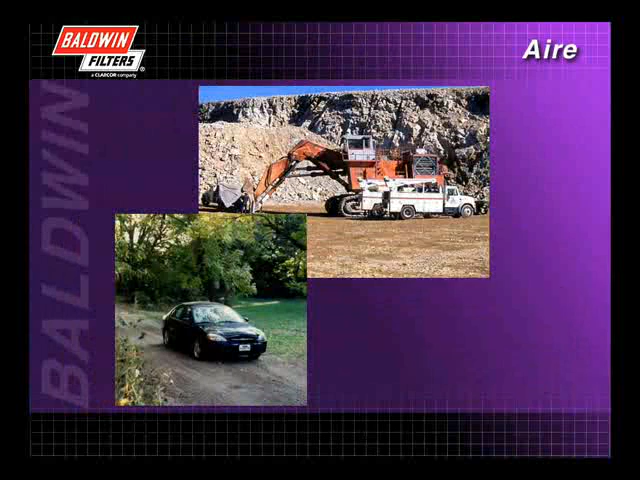 BALDWIN
FILTERS
a CLARCOR company
Aire
BALDWIN